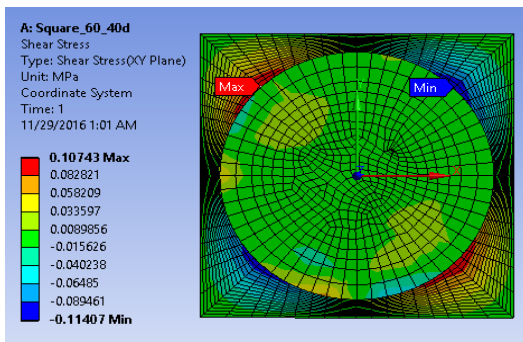 A: Square_60_40d
Shear Stress
Type: Shear Stress(XY Plane)
Unit: MPa
Coordinate System
Time: 1
11/29/2016 1:01 AM
0.10743 Max
0.082821
0.058209
0.033597
0.0089856
-0.015626
-0.040238
-0.06485
-0.089461
-0.11407 Min
Max
Min